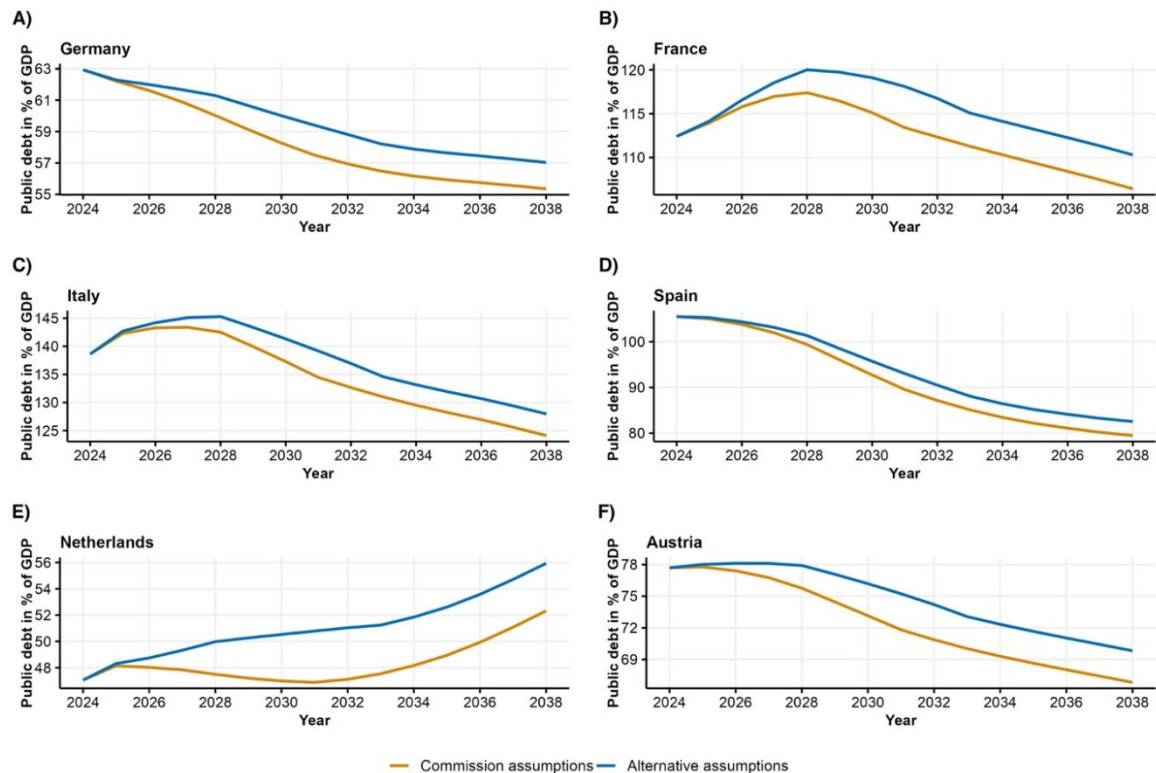 A)
Germany
Public debt in % of GDP
63
61
59
57
55
2024 2026 2028 2030 2032 2034 2036 2038
Year
B)
France
Public debt in % of GDP
120
115
110
2024 2026 2028 2030 2032 2034 2036 2038
Year
C)
Italy
Public debt in % of GDP
145
140
135
130
125
2024 2026 2028 2030 2032 2034 2036 2038
Year
D)
Spain
Public debt in % of GDP
100
90
80
2024 2026 2028 2030 2032 2034 2036 2038
Year
E)
Netherlands
Public debt in % of GDP
56
54
52
50
48
2024 2026 2028 2030 2032 2034 2036 2038
Year
F)
Austria
Public debt in % of GDP
78
75
72
69
2024 2026 2028 2030 2032 2034 2036 2038
Year
Commission assumptions Alternative assumptions